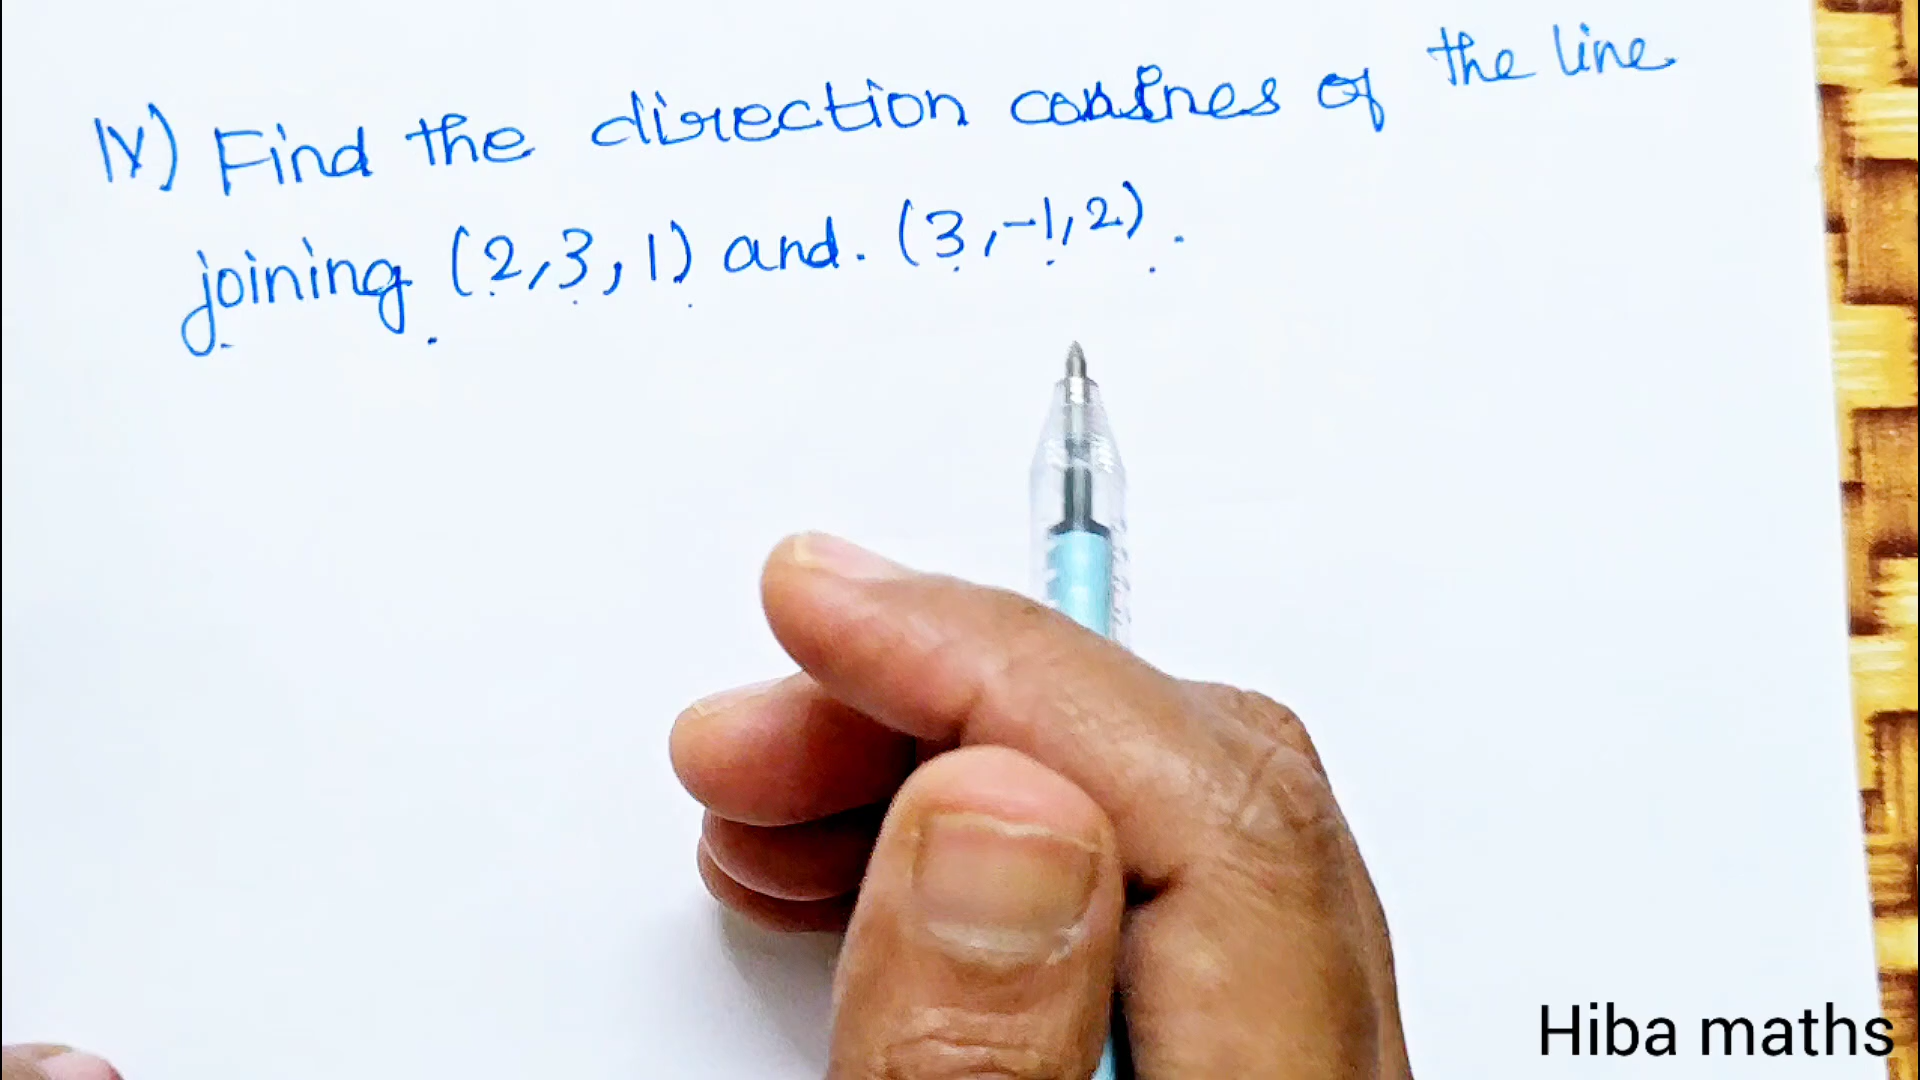 IV) Find the direction cosines of the line
joining (2,3,1) and. (3,-1,2).
Hiba maths